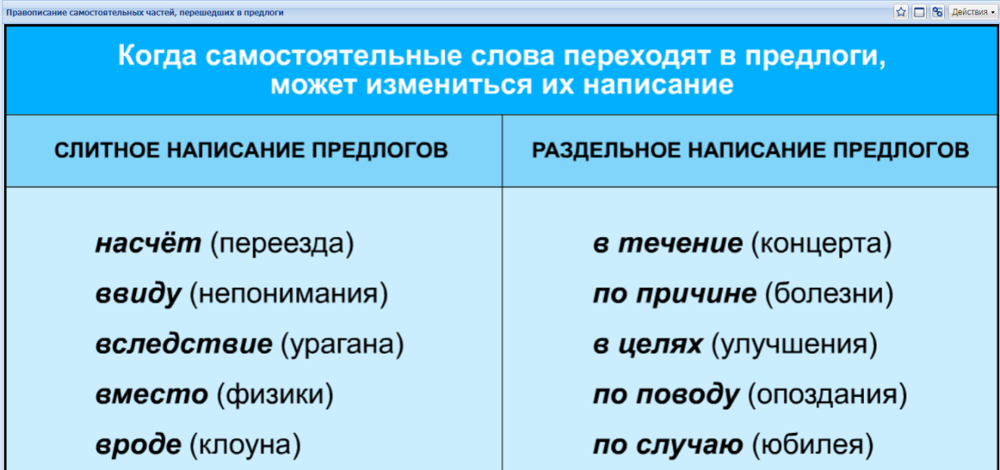 Правописание самостоятельных частей, перешедших в предлоги
Действия
Когда самостоятельные слова переходят в предлоги,
может измениться их написание
СЛИТНОЕ НАПИСАНИЕ ПРЕДЛОГОВ
РАЗДЕЛЬНОЕ НАПИСАНИЕ ПРЕДЛОГОВ
насчёт (переезда)
ввиду (непонимания)
вследствие (урагана)
вместо (физики)
вроде (клоуна)
в течение (концерта)
по причине (болезни)
в целях (улучшения)
по поводу (опоздания)
по случаю (юбилея)